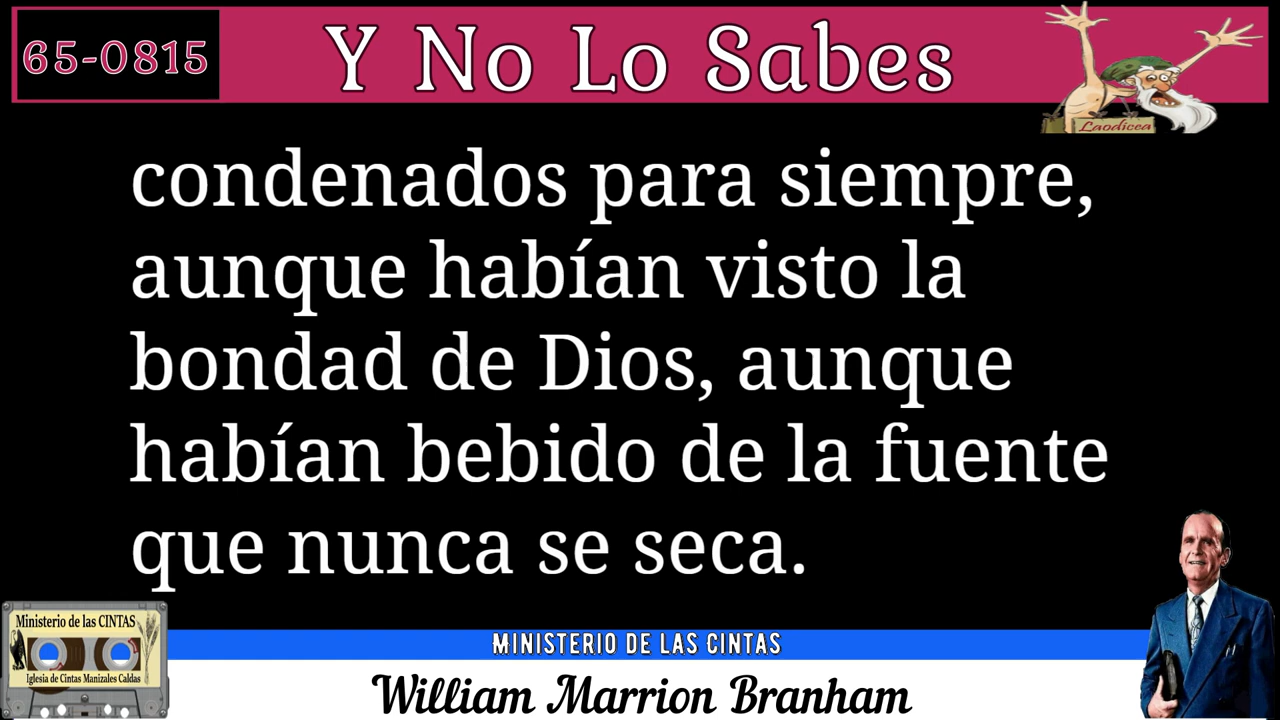 65-0815
Y No Lo Sabes
Laodicea
condenados para siempre,
aunque habían visto la
bondad de Dios, aunque
habían bebido de la fuente
que nunca se seca.
Ministerio de las CINTAS
Iglesia de Cintas Manizales Caldas
MINISTERIO DE LAS CINTAS
William Marrion Branham